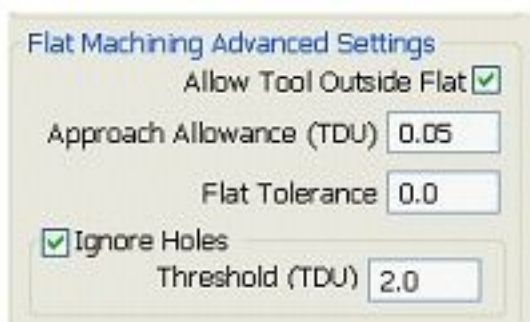 Flat Machining Advanced Settings
Allow Tool Outside Flat
Approach Allowance (TDU) 0.05
Flat Tolerance 0.0
Ignore Holes
Threshold (TDU) 2.0